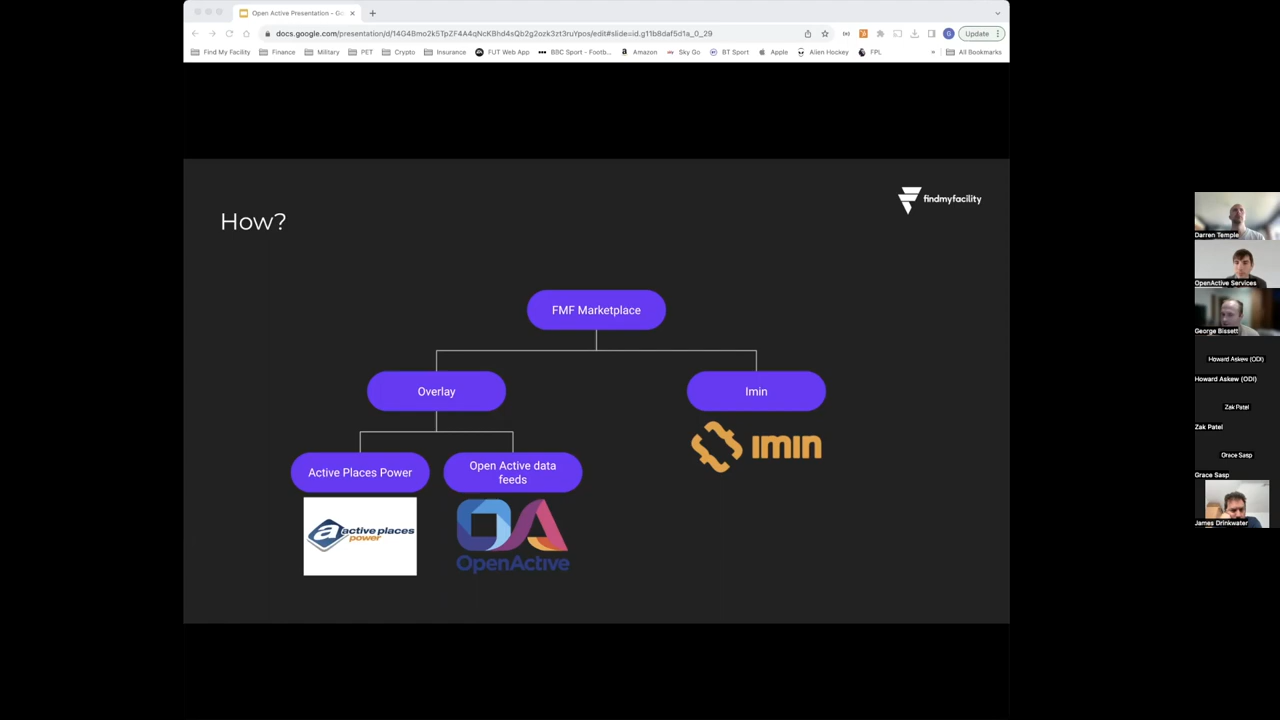 Open Active Presentation - Go
docs.google.com/presentation/d/14G4Bmo2k5TpZF4A4qNcKBhd4sQb2g2ozk3zt3ruYpos/edit#slide=id.g11b8daf5d1a_0_29
Update
Find My Facility
Finance
Military
PET
Crypto
Insurance
FUT Web App
BBC Sport - Footb...
Amazon
Sky Go
BT Sport
Apple
Alien Hockey
FPL
»
All Bookmarks
findmyfacility
How?
FMF Marketplace
Overlay
Imin
IMIN
Active Places Power
Open Active data
feeds
active places
power
OA
OpenActive
Darren Temple
OpenActive Services
George Bissett
Howard Askew (ODI)
Howard Askew (ODI)
Zak Patel
Zak Patel
Grace Sasp
Grace Sasp
James Drinkwater